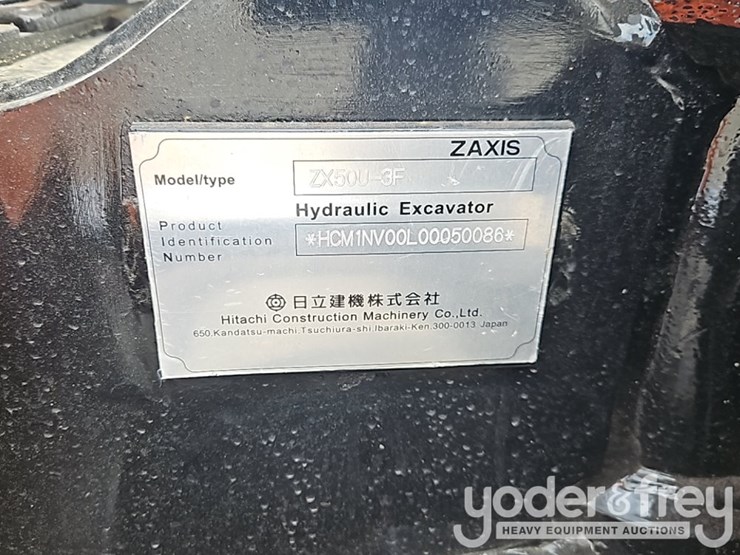 ZAXIS
Model/type ZX50U-3F
Hydraulic Excavator
Product
Identification *HCM1NV00L00050086*
Number
日立建機株式会社
Hitachi Construction Machinery Co.,Ltd.
650,Kandatsu-machi Tsuchiura-shi Ibaraki-Ken,300-0013 Japan
yoder&frey
HEAVY EQUIPMENT AUCTIONS